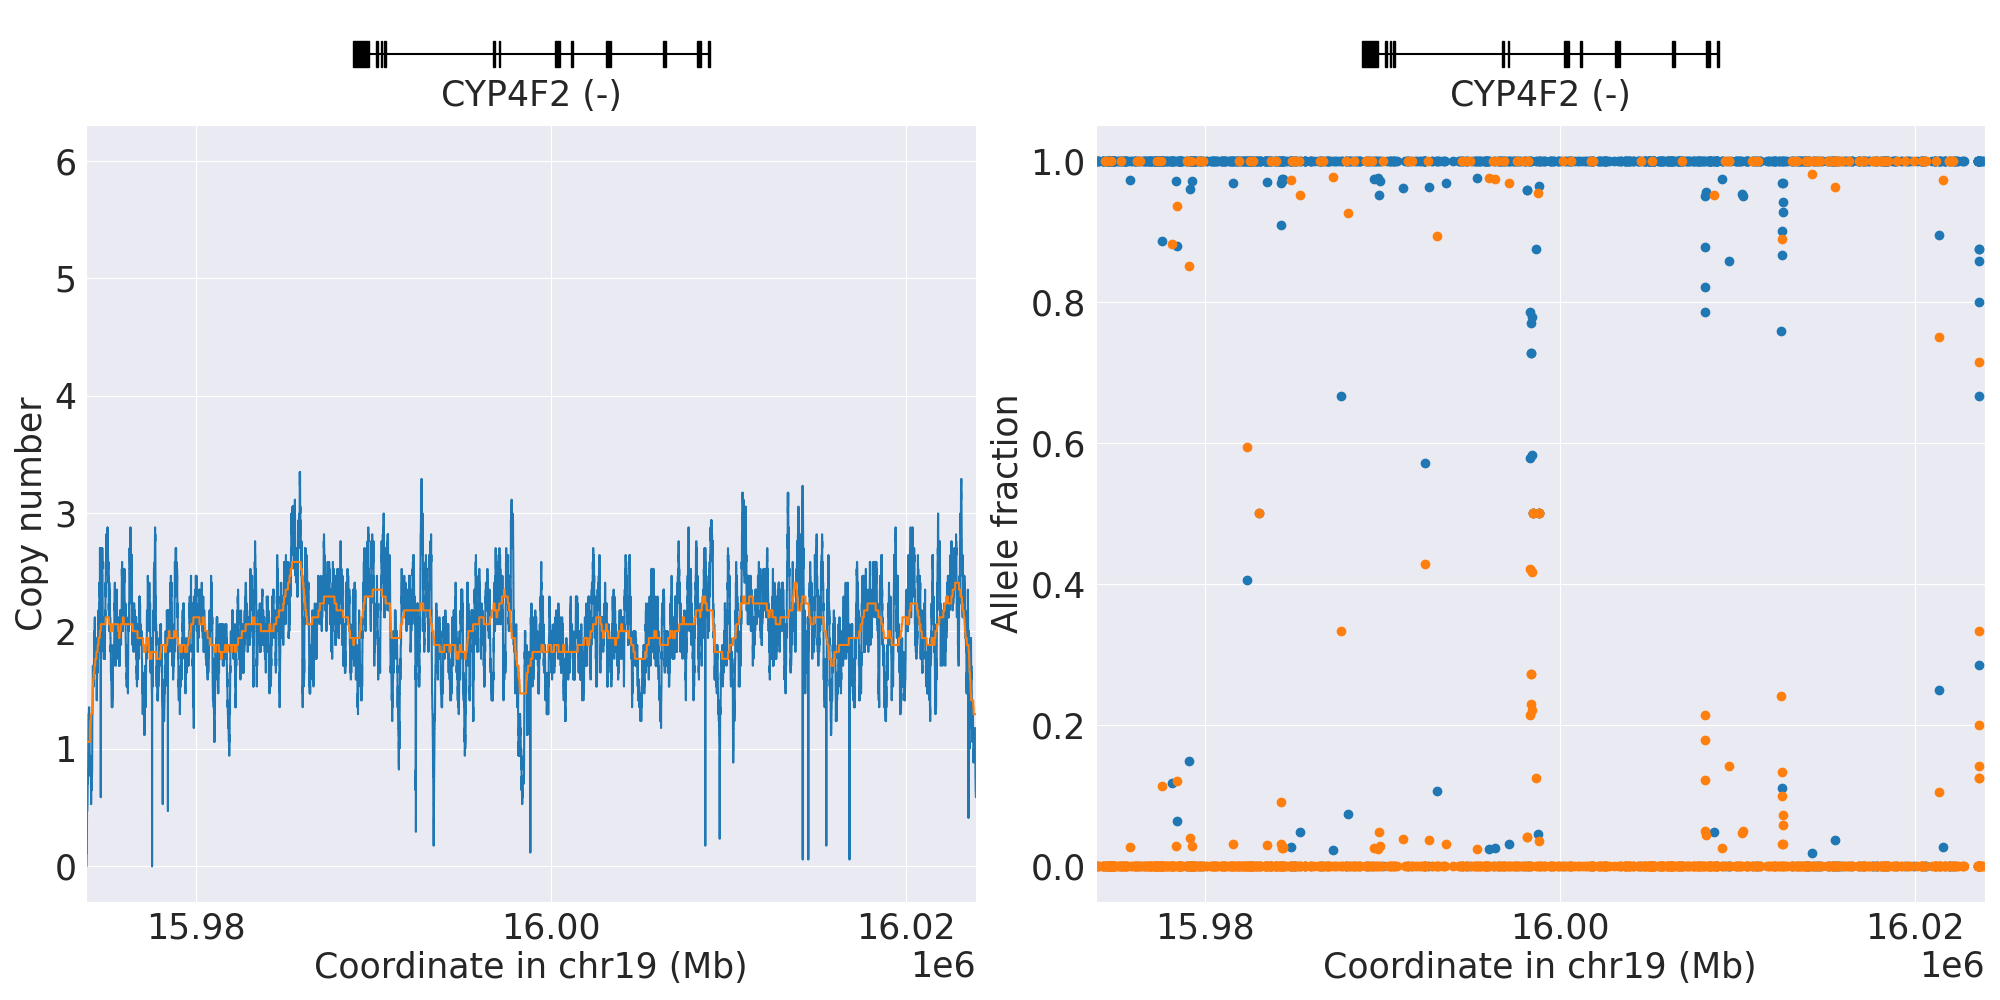 CYP4F2 (-)
Copy number
6
5
4
3
2
1
0
15.98 16.00 16.02
Coordinate in chr19 (Mb) 1e6
CYP4F2 (-)
Allele fraction
1.0
0.8
0.6
0.4
0.2
0.0
15.98 16.00 16.02
Coordinate in chr19 (Mb) 1e6